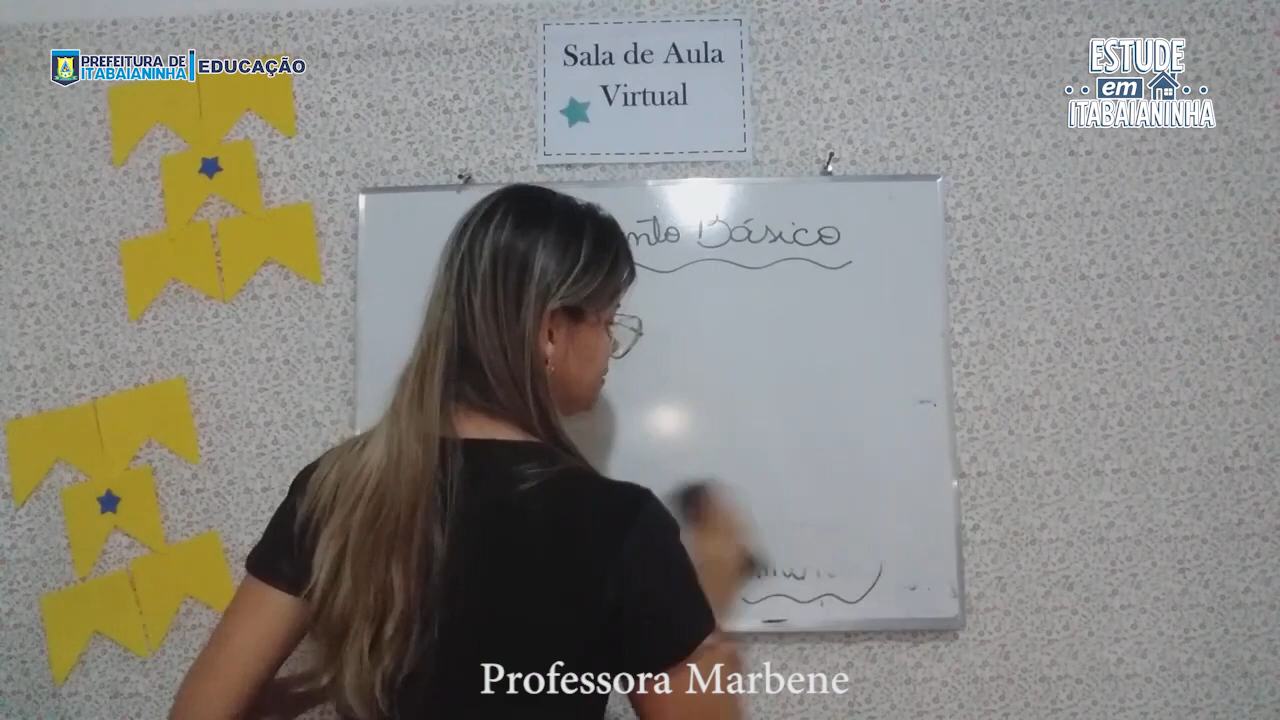 PREFEITURA DE
ITABAIANINHA
EDUCAÇÃO
Sala de Aula
Virtual
ESTUDE
em
ITABAIANINHA
Básico
Professora Marbene